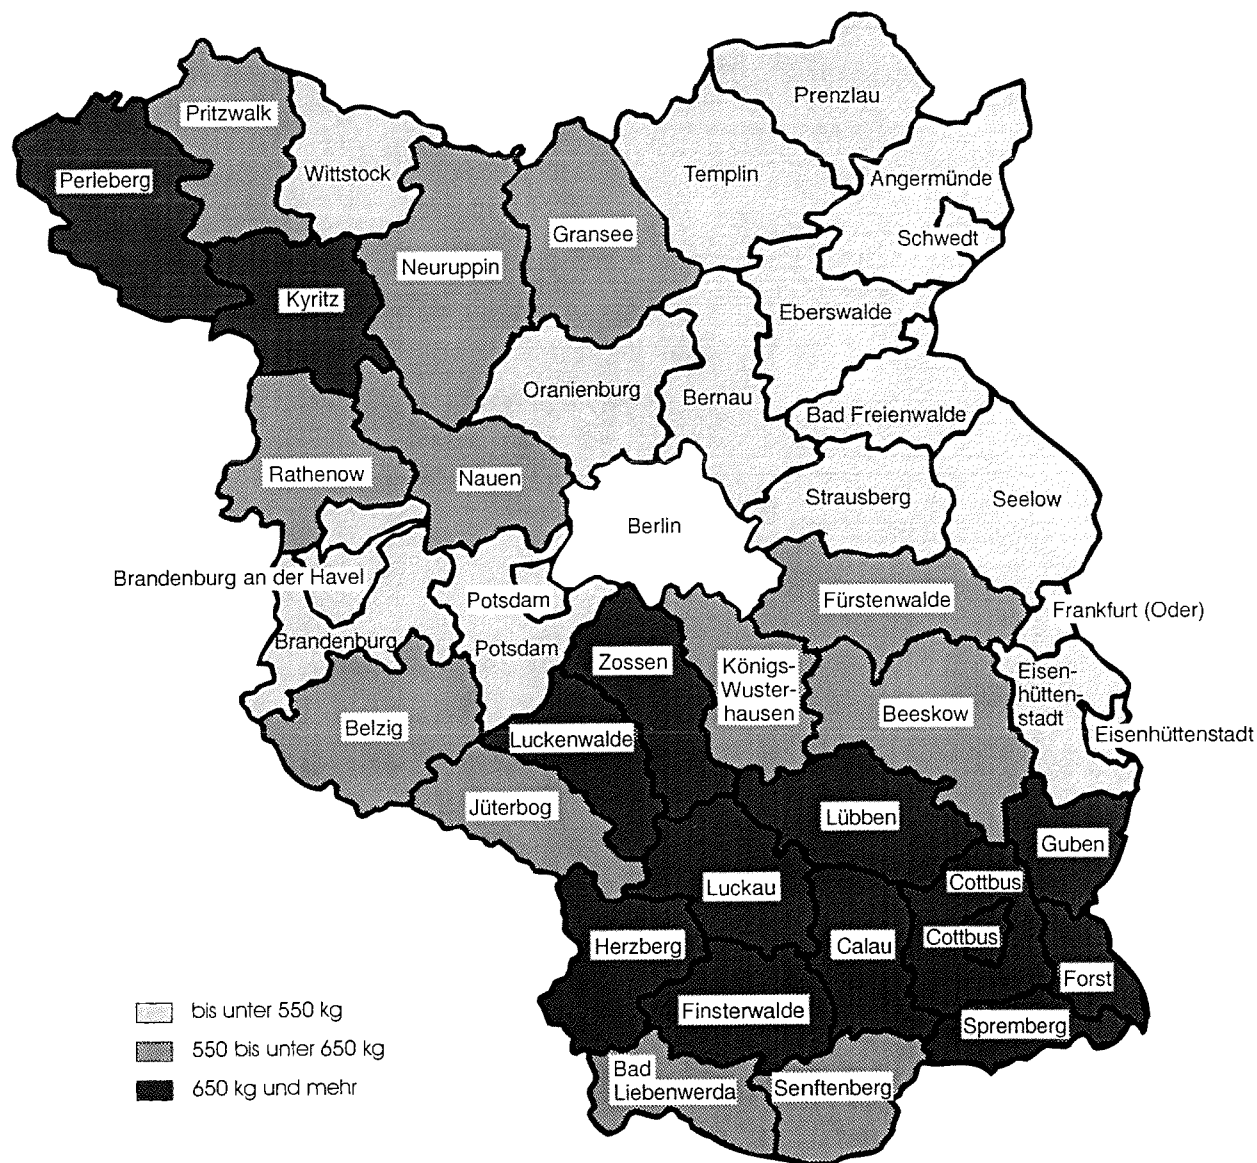 Prenzlau
Pritzwalk
Wittstock
Templin
Angermünde
Perleberg
Gransee
Schwedt
Neuruppin
Kyritz
Eberswalde
Oranienburg
Bernau
Bad Freienwalde
Rathenow
Nauen
Strausberg
Seelow
Berlin
Brandenburg an der Havel
Potsdam
Fürstenwalde
Frankfurt (Oder)
Brandenburg
Potsdam
Zossen
Königs-
Wuster-
hausen
Eisen-
hütten-
stadt
Belzig
Luckenwalde
Beeskow
Eisenhüttenstadt
Jüterbog
Lübben
Guben
Luckau
Cottbus
Herzberg
Calau
Cottbus
Forst
Finsterwalde
Spremberg
Bad
Liebenwerda
Senftenberg
bis unter 550 kg
550 bis unter 650 kg
650 kg und mehr